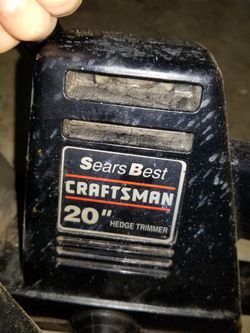 Sears Best
CRAFTSMAN
20" HEDGE TRIMMER